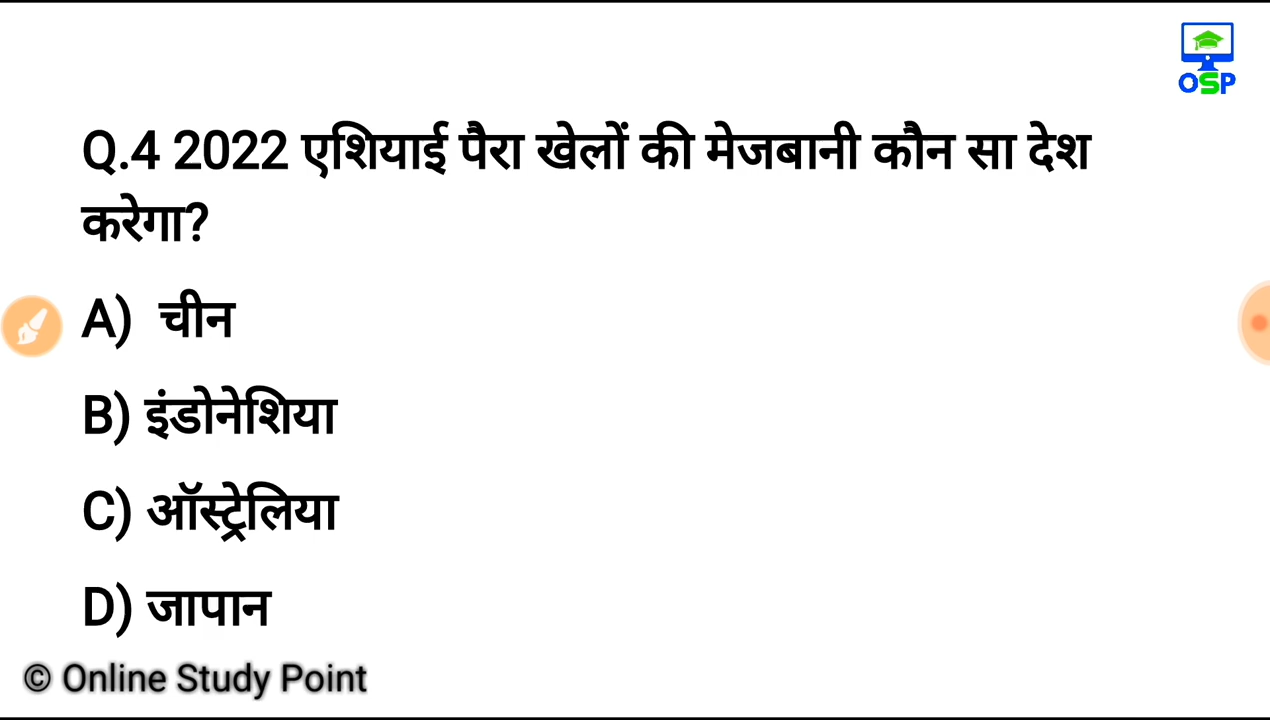 OSP
Q.4 2022 एशियाई पैरा खेलों की मेजबानी कौन सा देश
करेगा?
A) चीन
B) इंडोनेशिया
C) ऑस्ट्रेलिया
D) जापान
© Online Study Point